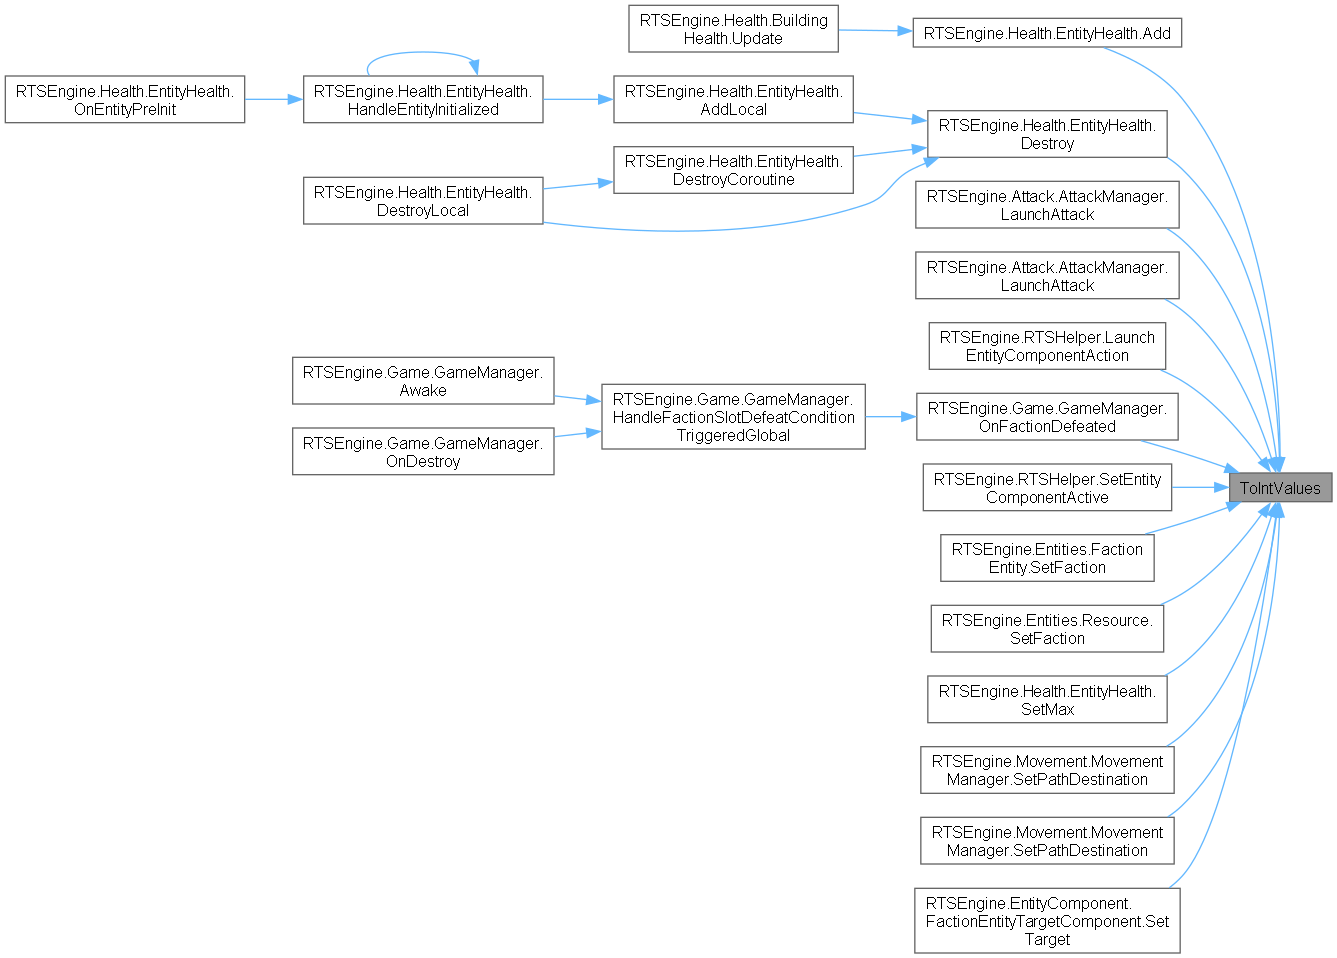 RTSEngine.Health.Building
Health.Update
RTSEngine.Health.EntityHealth.Add
RTSEngine.Health.EntityHealth.
OnEntityPreInit
RTSEngine.Health.EntityHealth.
HandleEntityInitialized
RTSEngine.Health.EntityHealth.
AddLocal
RTSEngine.Health.EntityHealth.
Destroy
RTSEngine.Health.EntityHealth.
DestroyCoroutine
RTSEngine.Health.EntityHealth.
DestroyLocal
RTSEngine.Attack.AttackManager.
LaunchAttack
RTSEngine.Attack.AttackManager.
LaunchAttack
RTSEngine.RTSHelper.Launch
EntityComponentAction
RTSEngine.Game.GameManager.
Awake
RTSEngine.Game.GameManager.
HandleFactionSlotDefeatCondition
TriggeredGlobal
RTSEngine.Game.GameManager.
OnFactionDefeated
RTSEngine.Game.GameManager.
OnDestroy
RTSEngine.RTSHelper.SetEntity
ComponentActive
ToIntValues
RTSEngine.Entities.Faction
Entity.SetFaction
RTSEngine.Entities.Resource.
SetFaction
RTSEngine.Health.EntityHealth.
SetMax
RTSEngine.Movement.Movement
Manager.SetPathDestination
RTSEngine.Movement.Movement
Manager.SetPathDestination
RTSEngine.EntityComponent.
FactionEntityTargetComponent.Set
Target